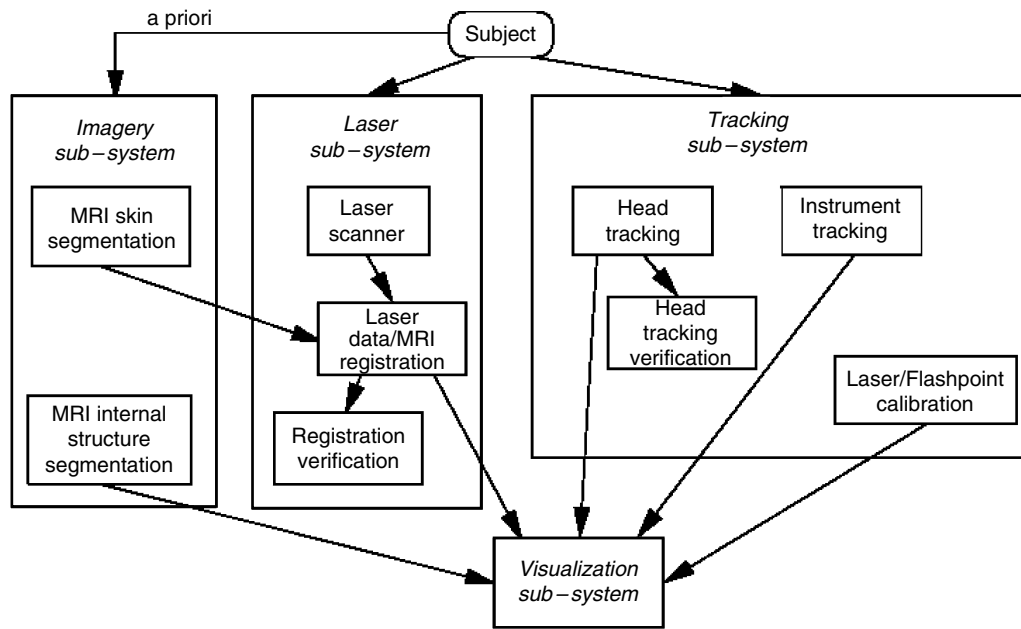 a priori
Subject
Imagery
sub–system
MRI skin
segmentation
MRI internal
structure
segmentation
Laser
sub–system
Laser
scanner
Laser
data/MRI
registration
Registration
verification
Tracking
sub–system
Head
tracking
Head
tracking
verification
Instrument
tracking
Laser/Flashpoint
calibration
Visualization
sub–system